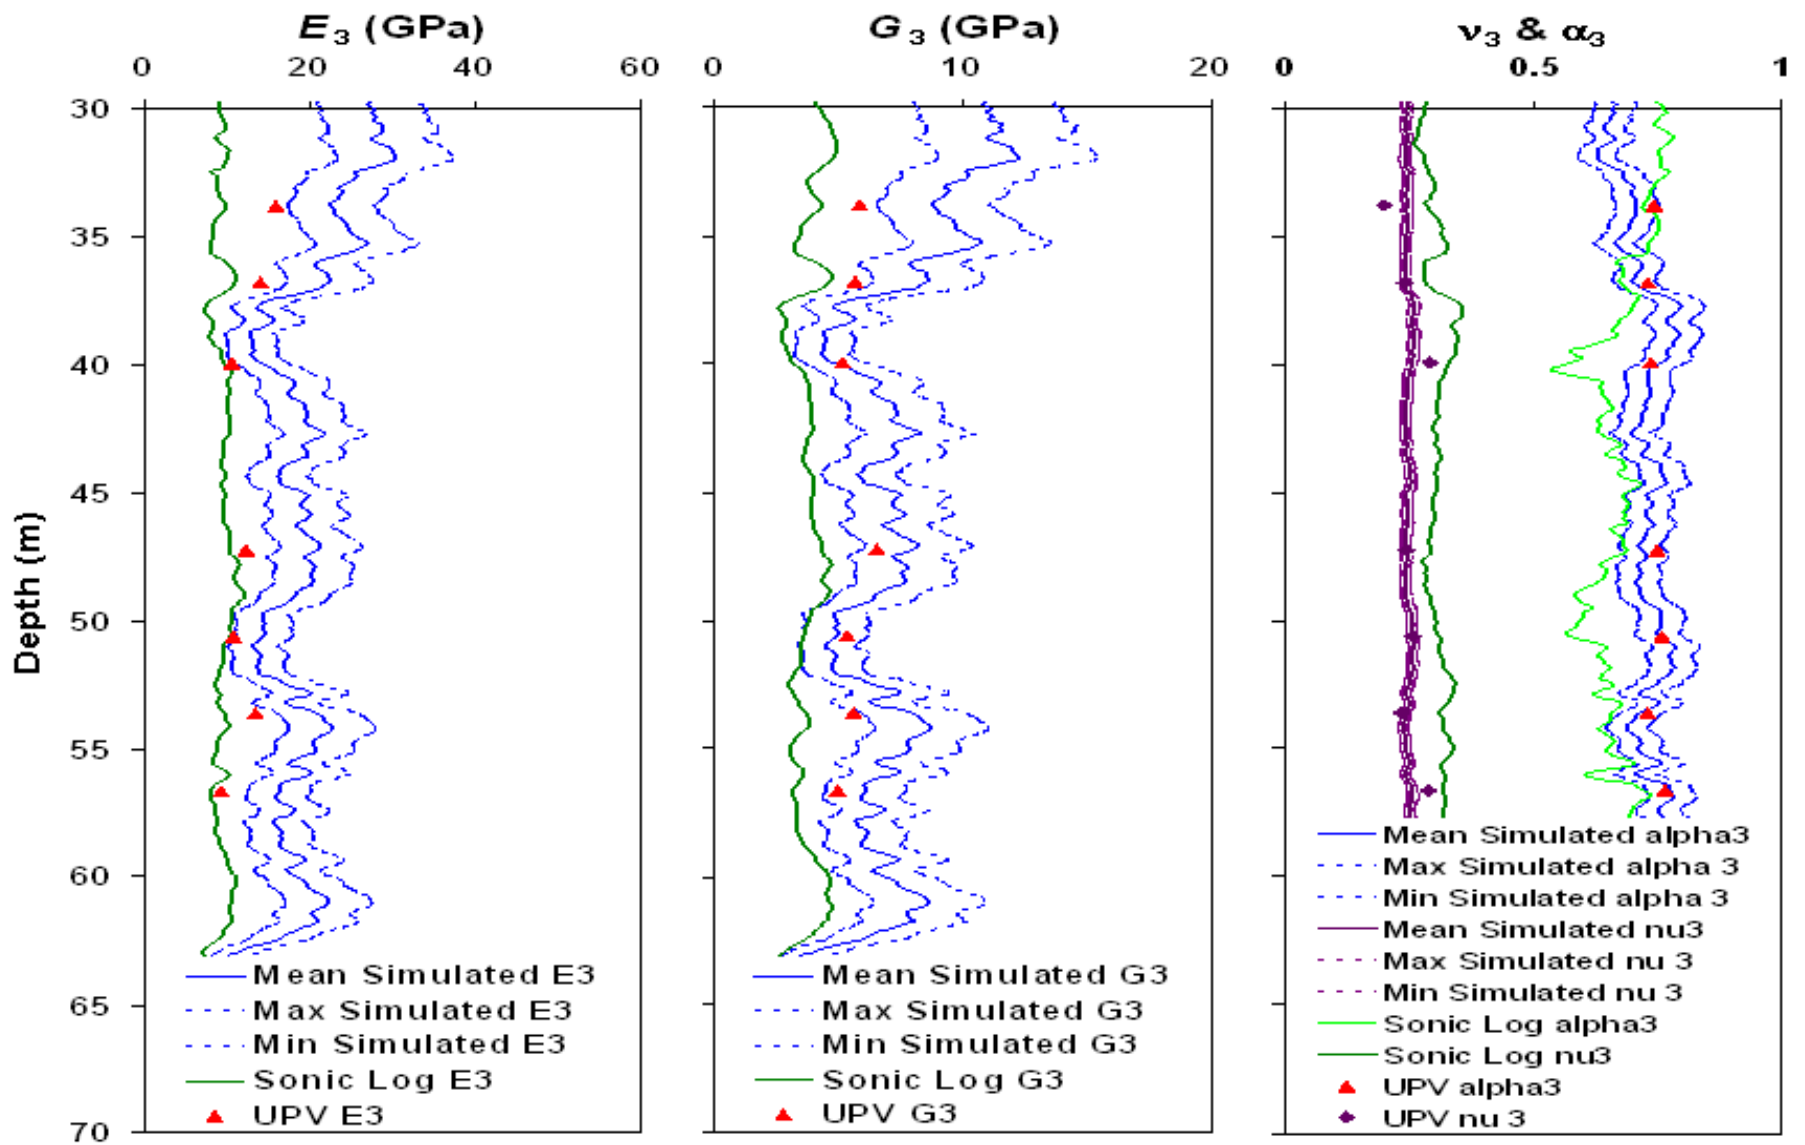 E3 (GPa)
G3 (GPa)
ν3 & α3
0 20 40 60
0 10 20
0 0.5 1
30
35
40
45
50
55
60
65
70
Depth (m)
Mean Simulated E3
Max Simulated E3
Min Simulated E3
Sonic Log E3
UPV E3
Mean Simulated G3
Max Simulated G3
Min Simulated G3
Sonic Log G3
UPV G3
Mean Simulated alpha3
Max Simulated alpha 3
Min Simulated alpha 3
Mean Simulated nu3
Max Simulated nu 3
Min Simulated nu 3
Sonic Log alpha3
Sonic Log nu3
UPV alpha3
UPV nu 3